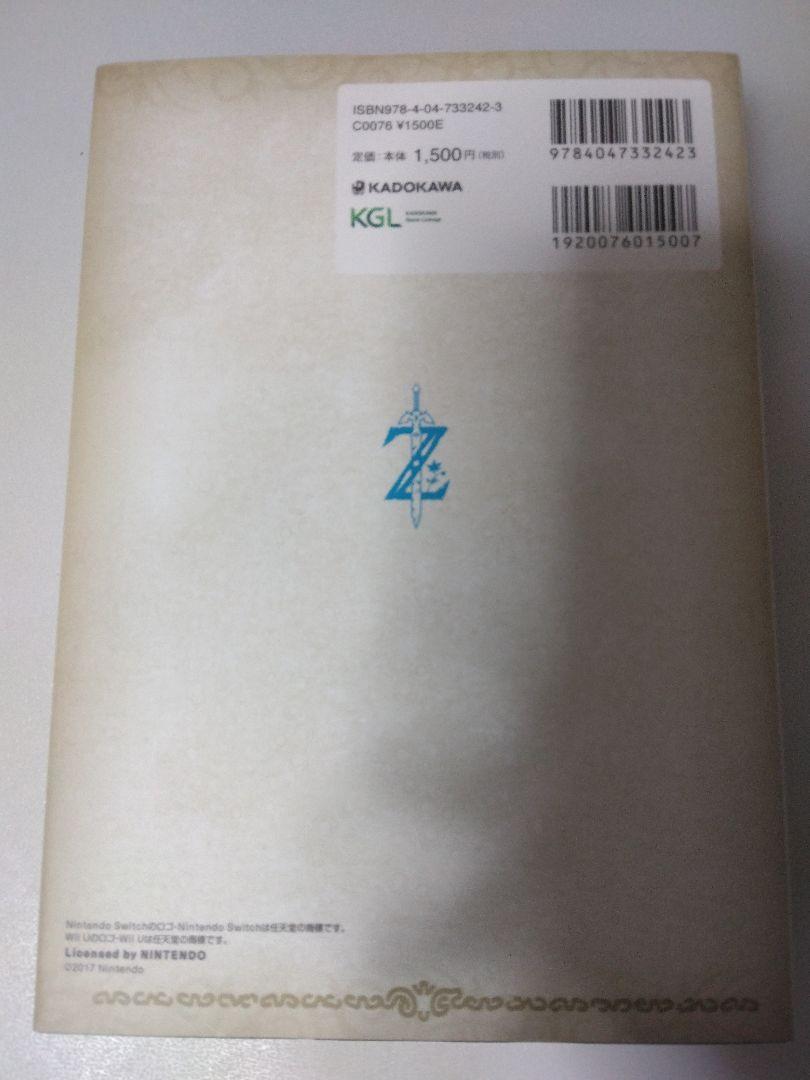 ISBN978-4-04-733242-3
C0076 ¥1500E
定価:本体 1,500円(税別)
KADOKAWA
KGL KADOKAWA
Game Linkage
9784047332423
1920076015007
Z
Nintendo Switchのロゴ・Nintendo Switchは任天堂の商標です。
Wii Uのロゴ・Wii Uは任天堂の商標です。
Licensed by NINTENDO
©2017 Nintendo